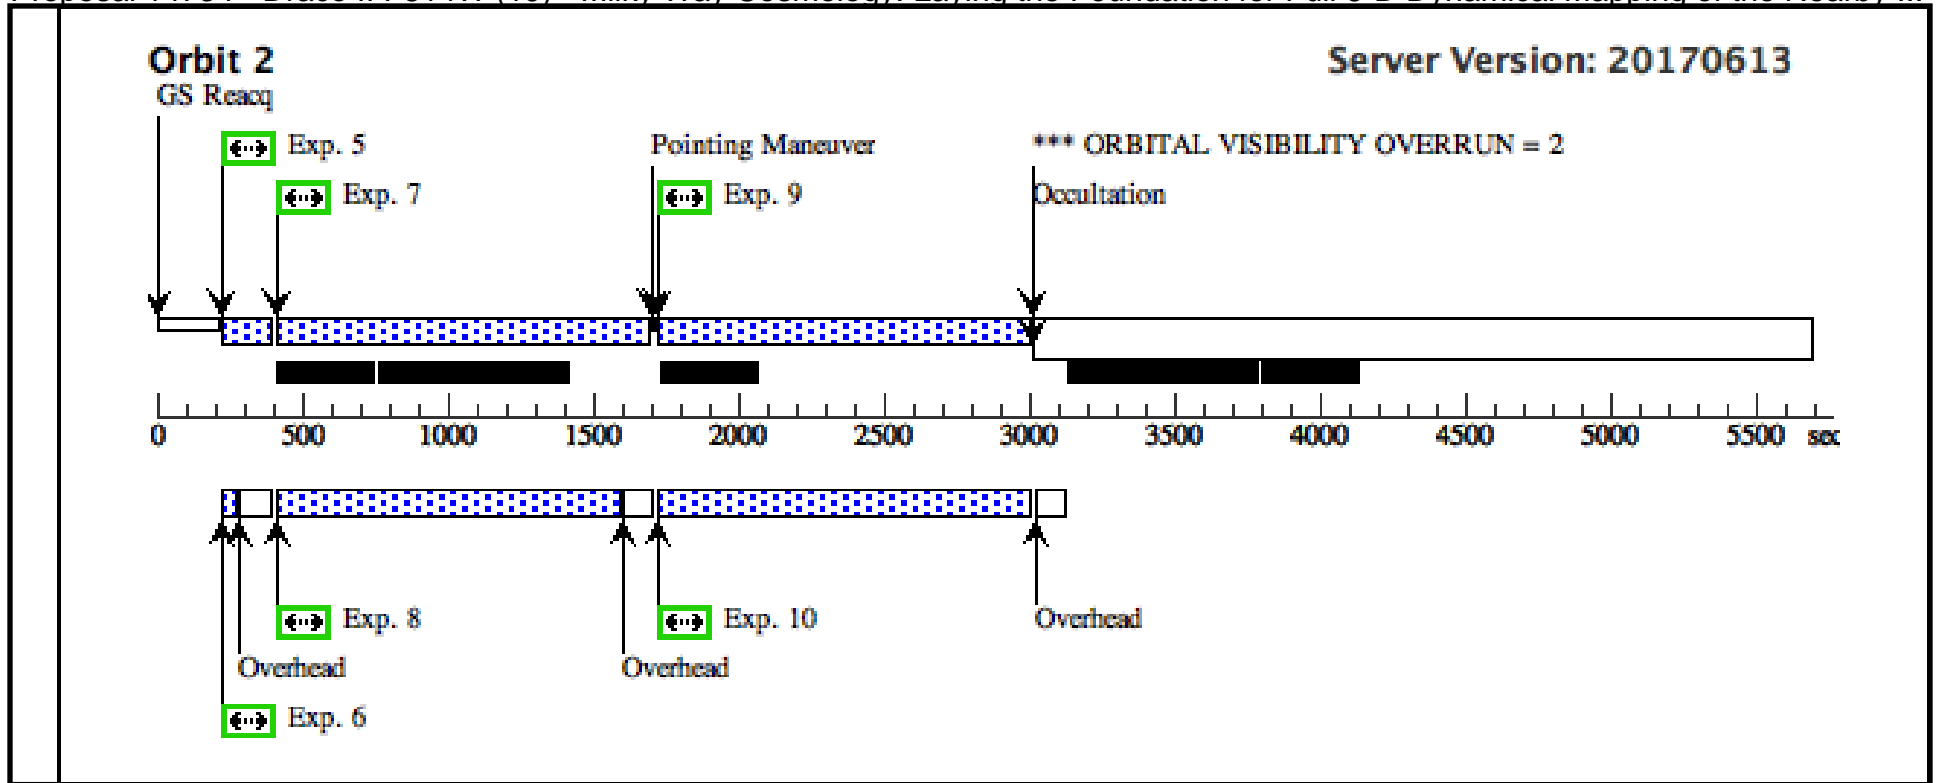 Orbit 2
Server Version: 20170613
GS Reacq
Exp. 5
Pointing Maneuver
*** ORBITAL VISIBILITY OVERRUN = 2
Exp. 7
Exp. 9
Occultation
0 500 1000 1500 2000 2500 3000 3500 4000 4500 5000 5500 sec
Exp. 8
Exp. 10
Overhead
Overhead
Overhead
Exp. 6